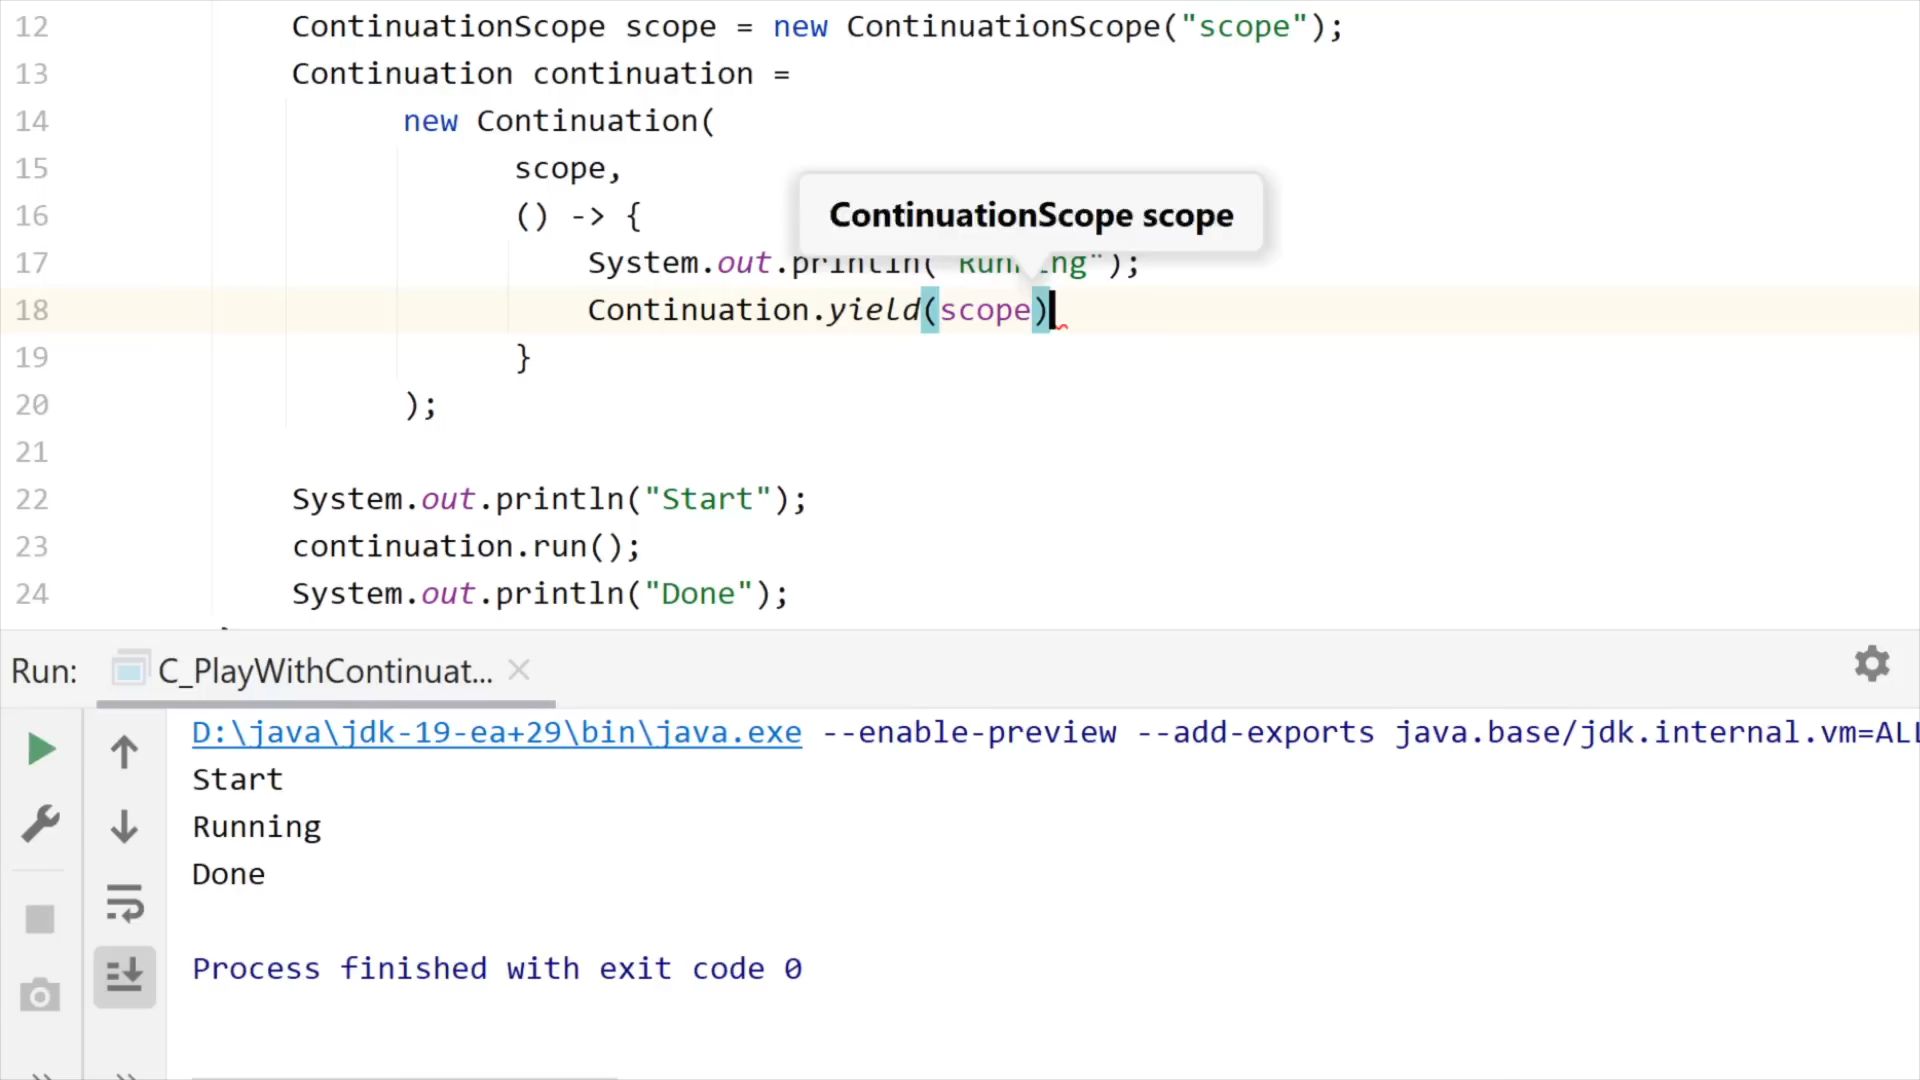 12 ContinuationScope scope = new ContinuationScope("scope");
13 Continuation continuation =
14 new Continuation(
15 scope,
16 () -> {
ContinuationScope scope
17 System.out.println("Running");
18 Continuation.yield(scope)
19 }
20 );
21
22 System.out.println("Start");
23 continuation.run();
24 System.out.println("Done");
Run: C_PlayWithContinuat...
D:\java\jdk-19-ea+29\bin\java.exe --enable-preview --add-exports java.base/jdk.internal.vm=ALL
Start
Running
Done
Process finished with exit code 0